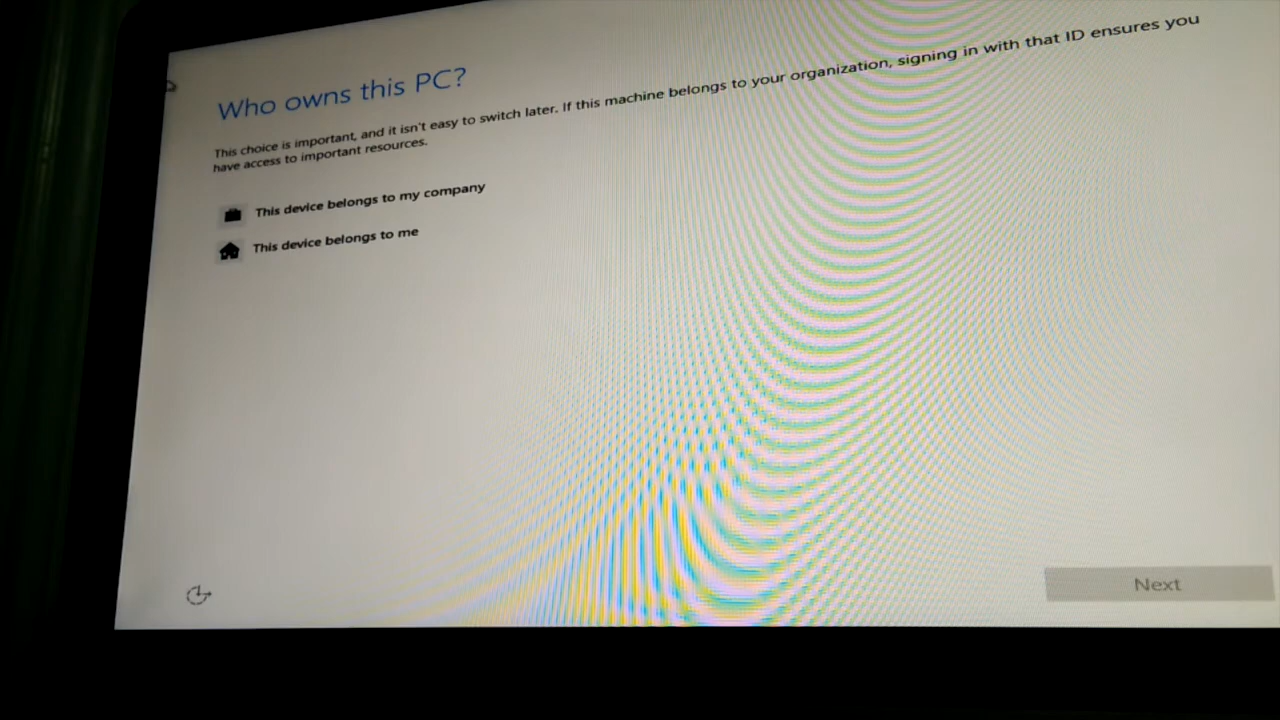 Who owns this PC?
This choice is important, and it isn't easy to switch later. If this machine belongs to your organization, signing in with that ID ensures you
have access to important resources.
This device belongs to my company
This device belongs to me
Next